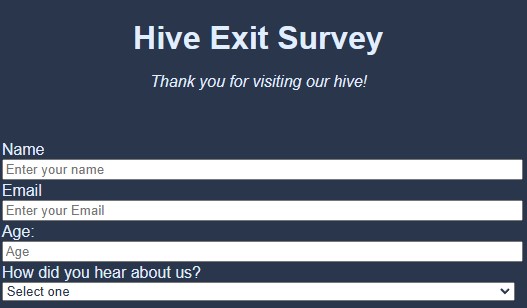 Hive Exit Survey
Thank you for visiting our hive!
Name
Enter your name
Email
Enter your Email
Age:
Age
How did you hear about us?
Select one